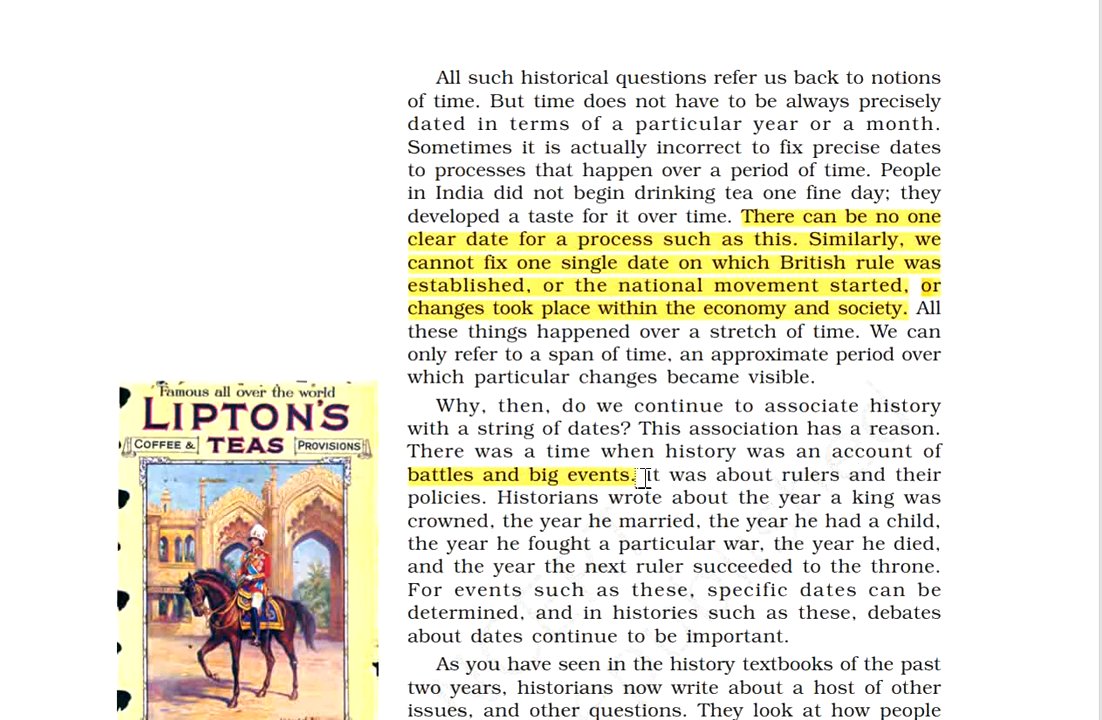 All such historical questions refer us back to notions
of time. But time does not have to be always precisely
dated in terms of a particular year or a month.
Sometimes it is actually incorrect to fix precise dates
to processes that happen over a period of time. People
in India did not begin drinking tea one fine day; they
developed a taste for it over time. There can be no one
clear date for a process such as this. Similarly, we
cannot fix one single date on which British rule was
established, or the national movement started, or
changes took place within the economy and society. All
these things happened over a stretch of time. We can
only refer to a span of time, an approximate period over
which particular changes became visible.
Why, then, do we continue to associate history
with a string of dates? This association has a reason.
There was a time when history was an account of
battles and big events. It was about rulers and their
policies. Historians wrote about the year a king was
crowned, the year he married, the year he had a child,
the year he fought a particular war, the year he died,
and the year the next ruler succeeded to the throne.
For events such as these, specific dates can be
determined, and in histories such as these, debates
about dates continue to be important.
As you have seen in the history textbooks of the past
two years, historians now write about a host of other
issues, and other questions. They look at how people
Famous all over the world
LIPTON'S
COFFEE & TEAS PROVISIONS